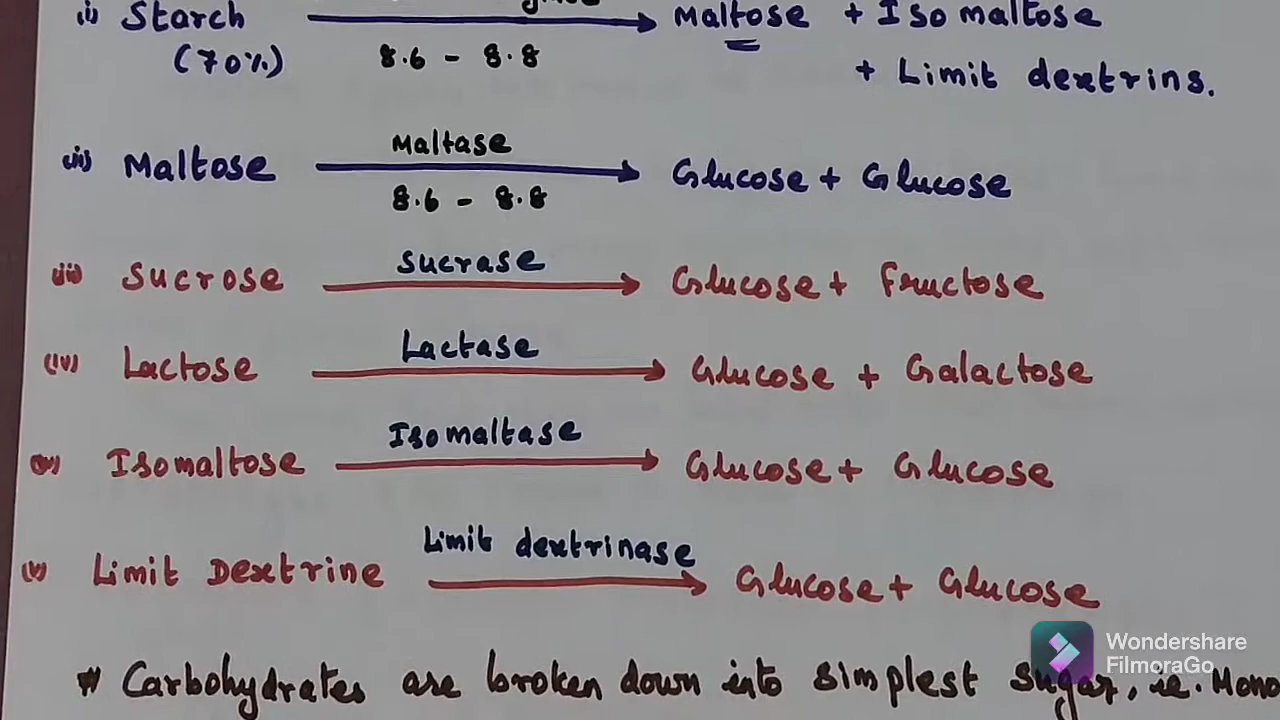 i) Starch → Maltose + Isomaltose
(70%) 8.6 - 8.8 + Limit dextrins.
Maltase
ii) Maltose → Glucose + Glucose
8.6 - 8.8
Sucrase
iii) Sucrose → Glucose + Fructose
Lactase
(iv) Lactose → Glucose + Galactose
Isomaltase
Isomaltose → Glucose + Glucose
Limit dextrinase
(v) Limit Dextrine → Glucose + Glucose
Wondershare
FilmoraGo
# Carbohydrates are broken down into simplest sugar, ie. Mono